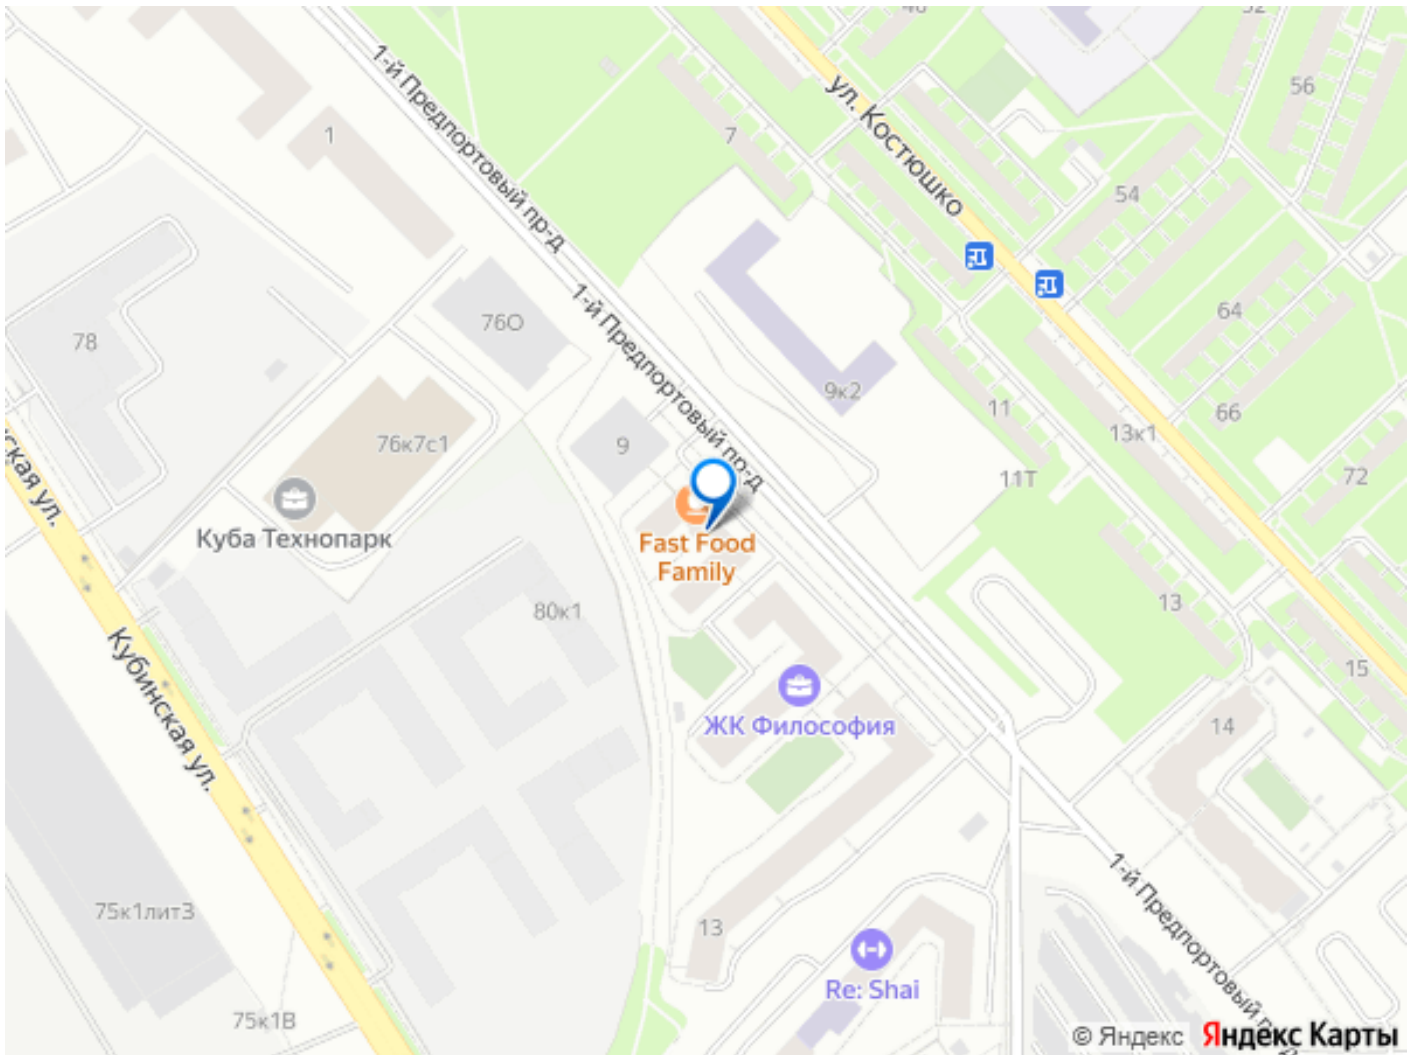 1-й Предпортовый пр-д
ул. Костюшко
56
1
7
54
64
76О
1-й Предпортовый пр-д
78
9к2
11
66
13к1
76к7с1
9
72
11Т
ская ул.
Куба Технопарк
Fast Food
Family
80к1
13
15
Кубинская ул.
ЖК Философия
14
75к1лит3
13
1-й Предпортовый
Re: Shai
75к1В
© Яндекс
Яндекс Карты